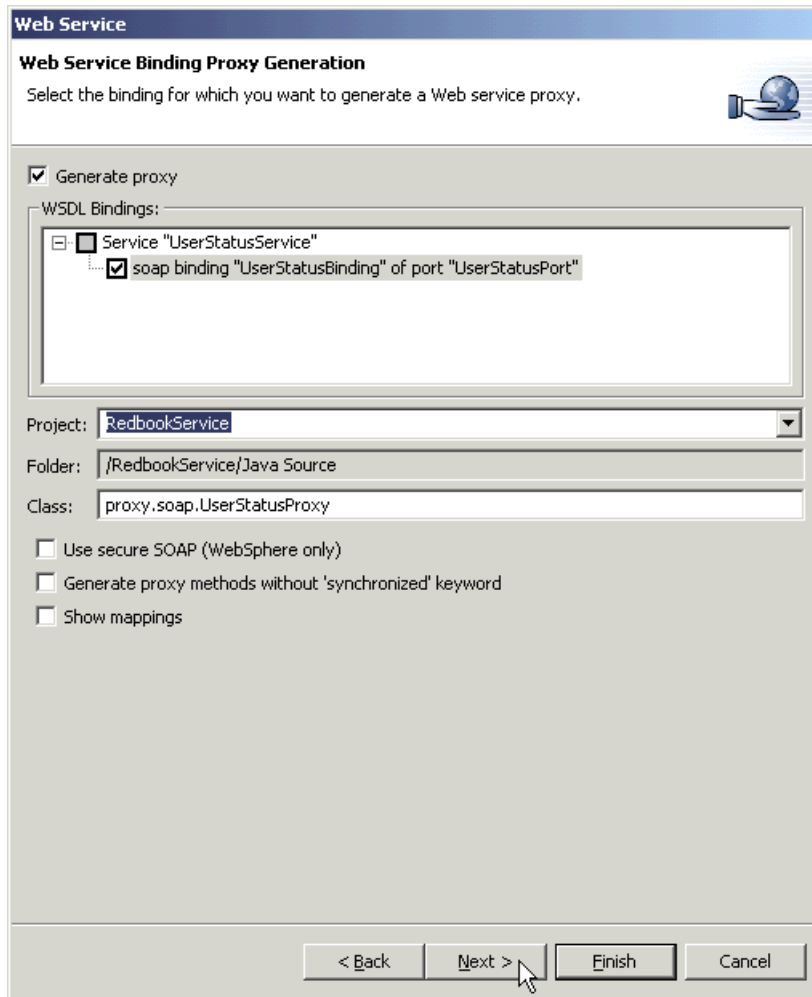 Web Service
Web Service Binding Proxy Generation
Select the binding for which you want to generate a Web service proxy.
Generate proxy
WSDL Bindings:
Service "UserStatusService"
soap binding "UserStatusBinding" of port "UserStatusPort"
Project: RedbookService
Folder: /RedbookService/Java Source
Class: proxy.soap.UserStatusProxy
Use secure SOAP (WebSphere only)
Generate proxy methods without 'synchronized' keyword
Show mappings
< Back Next > Finish Cancel